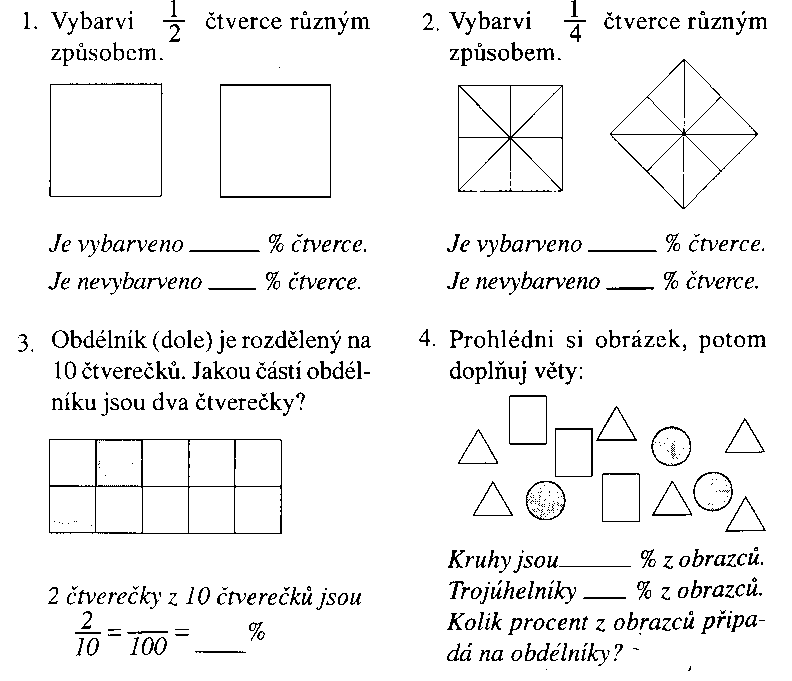 1. Vybarvi 1/2 čtverce různým
způsobem.
Je vybarveno ______ % čtverce.
Je nevybarveno ____ % čtverce.
2. Vybarvi 1/4 čtverce různým
způsobem.
Je vybarveno ______ % čtverce.
Je nevybarveno ____ % čtverce.
3. Obdélník (dole) je rozdělený na
10 čtverečků. Jakou částí obdél-
níku jsou dva čtverečky?
2 čtverečky z 10 čtverečků jsou
2/10 = __/100 = ____ %
4. Prohlédni si obrázek, potom
doplňuj věty:
Kruhy jsou______ % z obrazců.
Trojúhelníky ____ % z obrazců.
Kolik procent z obrazců připa-
dá na obdélníky?